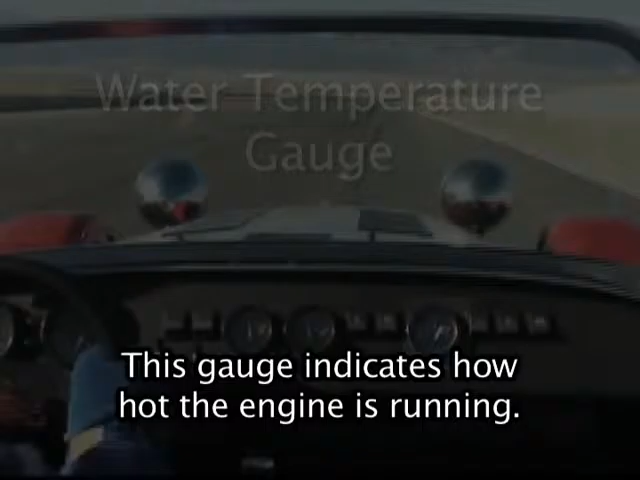 Water Temperature
Gauge
This gauge indicates how
hot the engine is running.